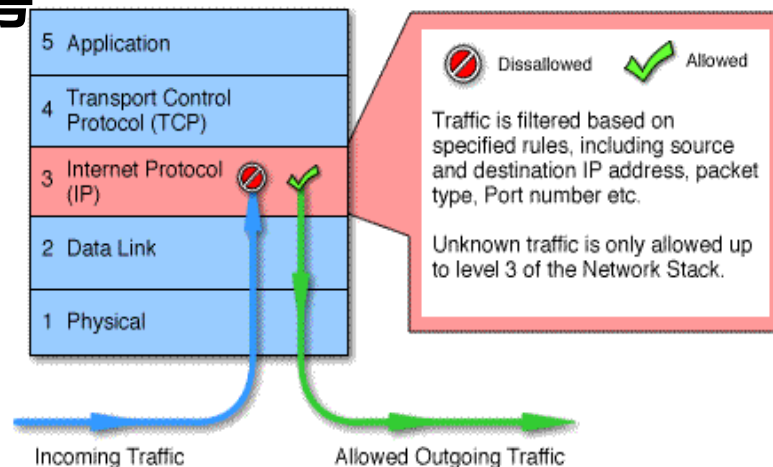 5 Application
4 Transport Control
Protocol (TCP)
3 Internet Protocol
(IP)
2 Data Link
1 Physical
Incoming Traffic
Allowed Outgoing Traffic
Dissallowed
Allowed
Traffic is filtered based on
specified rules, including source
and destination IP address, packet
type, Port number etc.
Unknown traffic is only allowed up
to level 3 of the Network Stack.